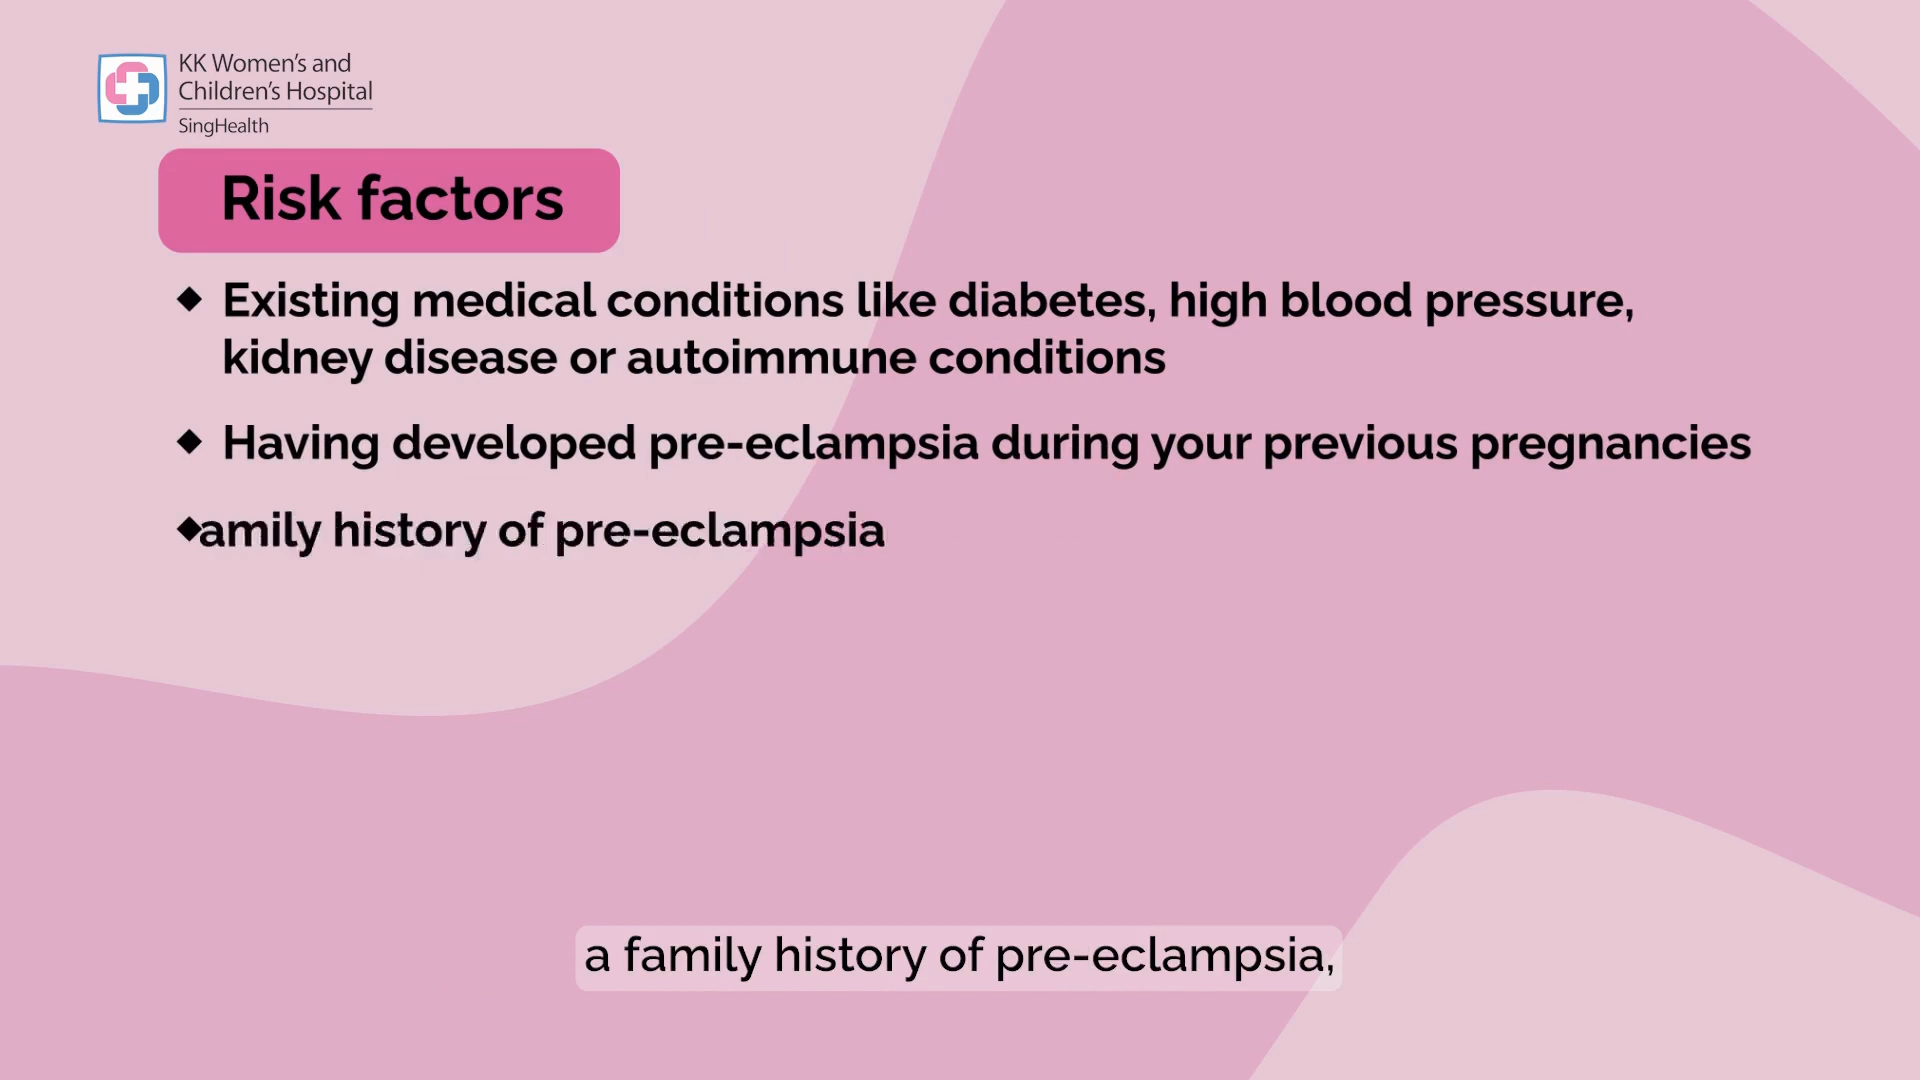 KK Women's and
Children's Hospital
SingHealth
Risk factors
Existing medical conditions like diabetes, high blood pressure,
kidney disease or autoimmune conditions
Having developed pre-eclampsia during your previous pregnancies
amily history of pre-eclampsia
a family history of pre-eclampsia,